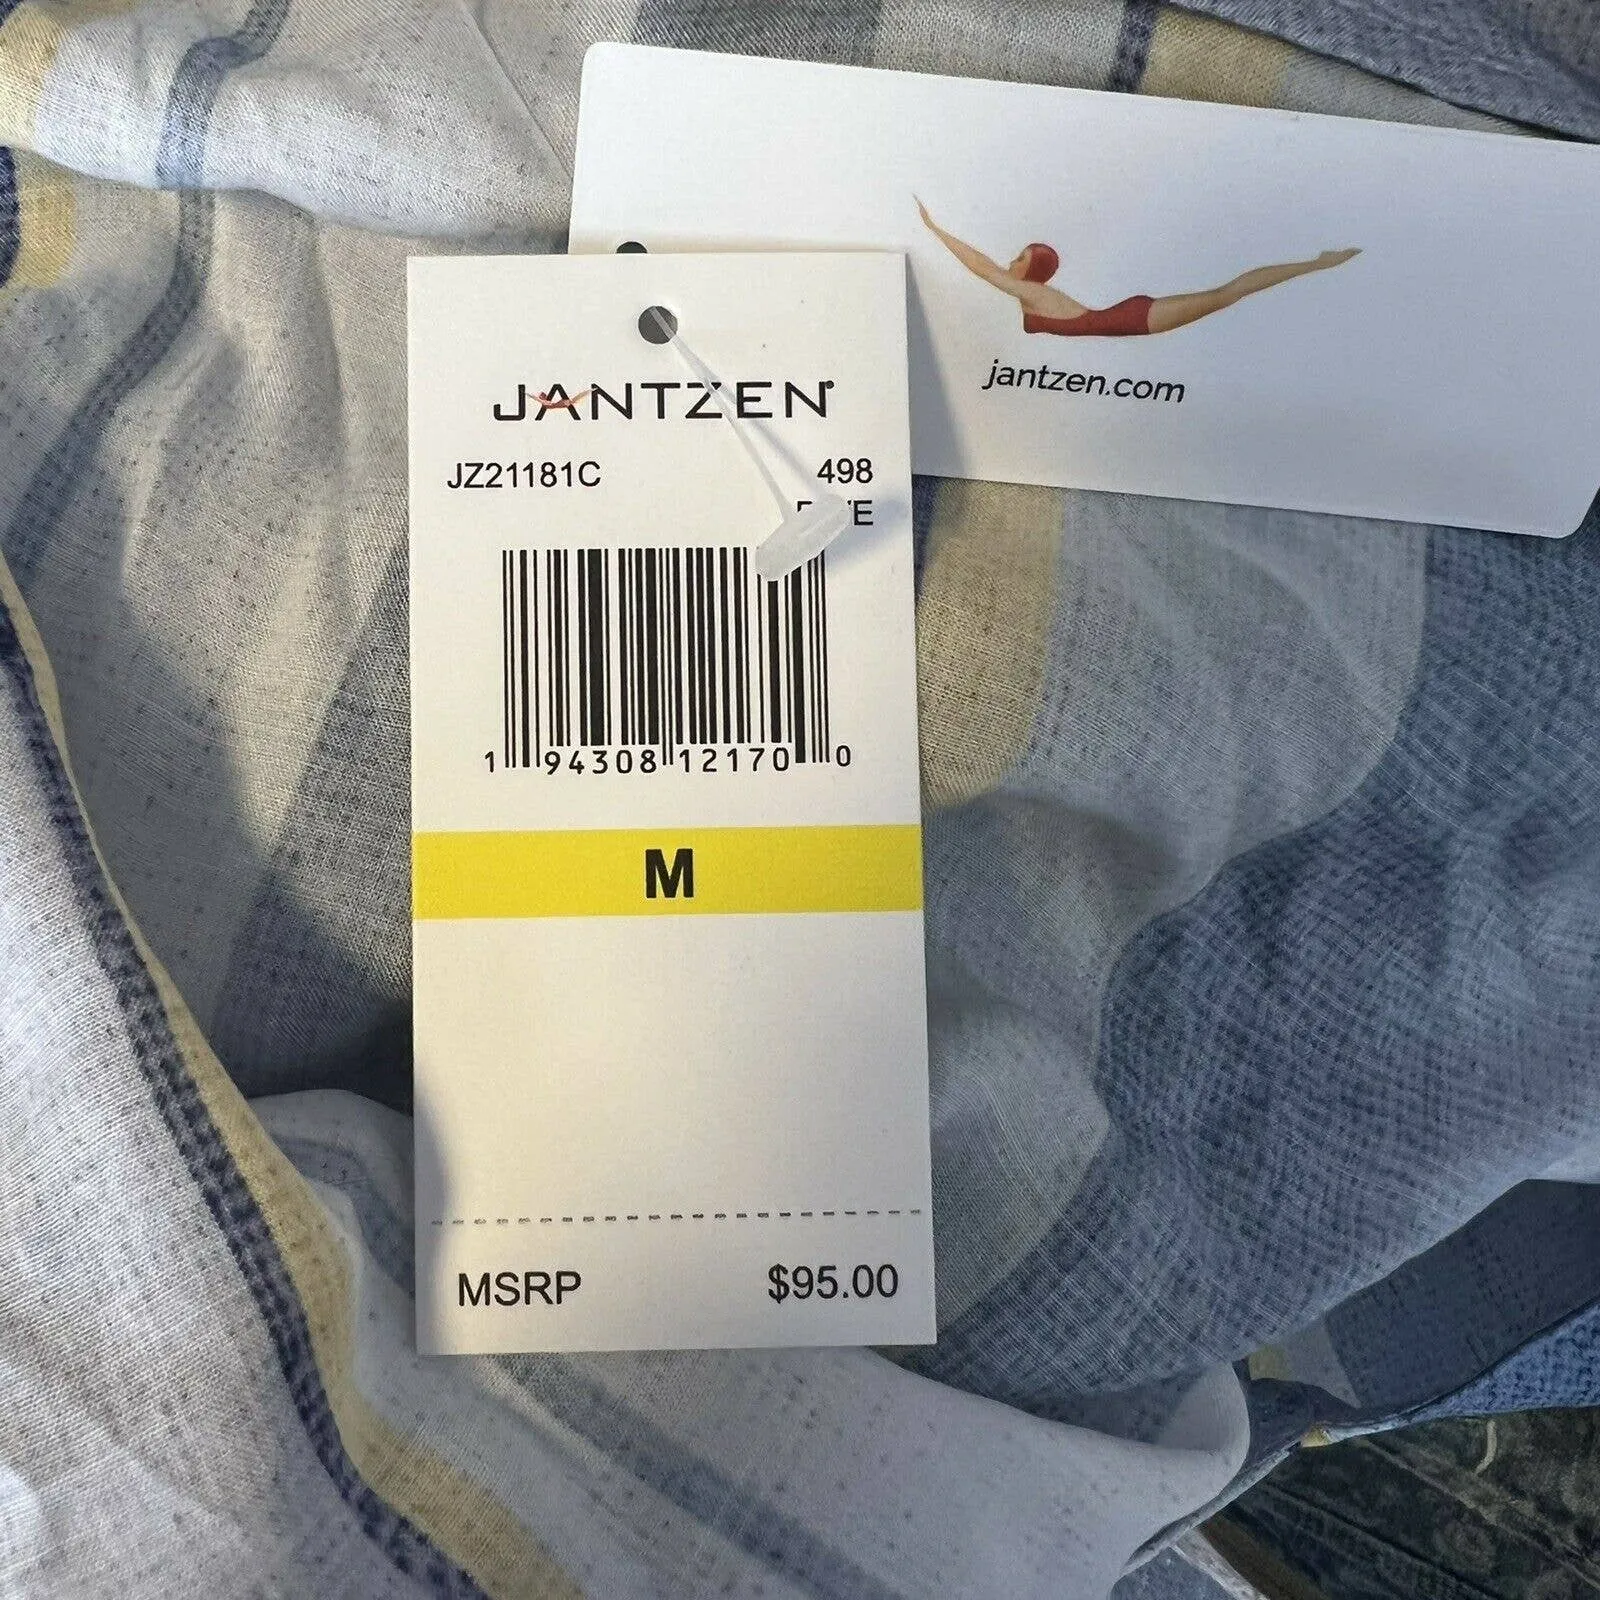 jantzen.com
JANTZEN®
JZ21181C 498
1 94308 12170 0
M
MSRP $95.00